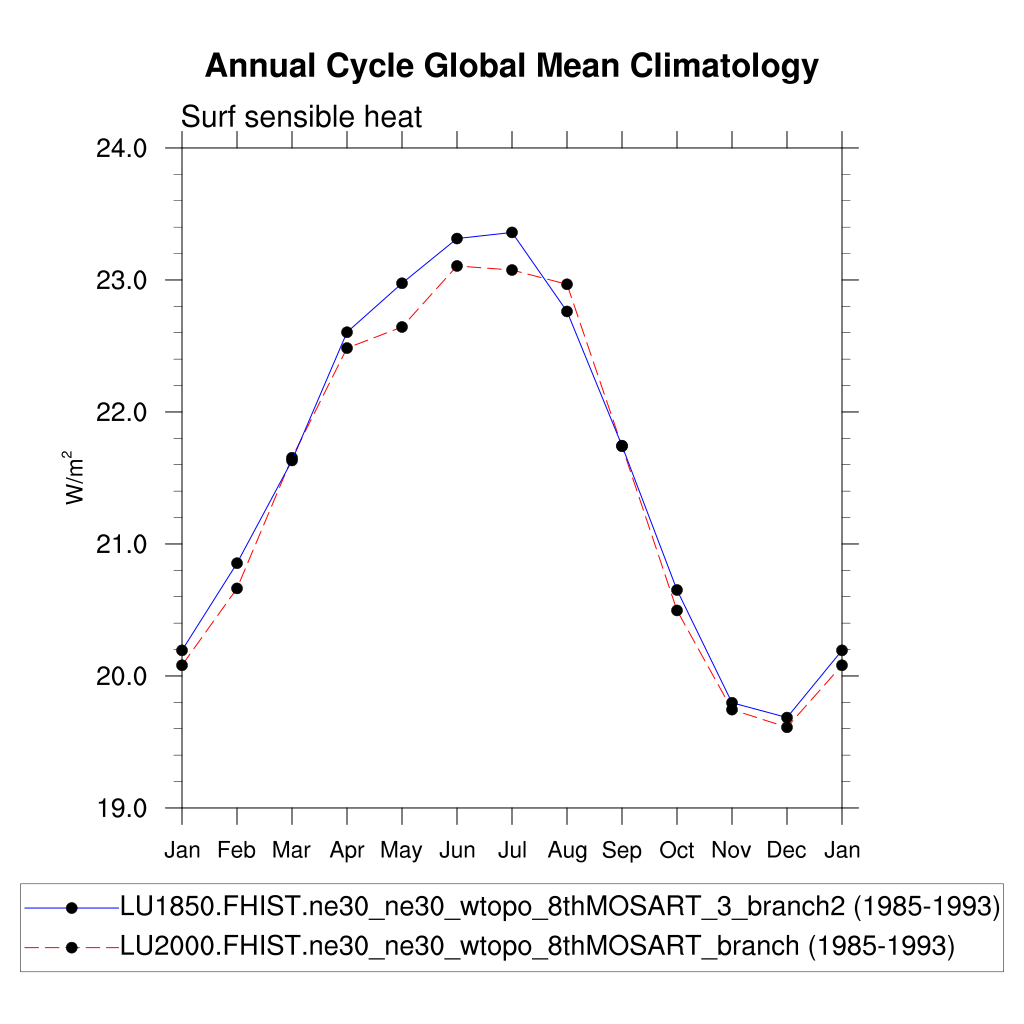 Annual Cycle Global Mean Climatology
Surf sensible heat
24.0
23.0
22.0
21.0
20.0
19.0
W/m²
Jan Feb Mar Apr May Jun Jul Aug Sep Oct Nov Dec Jan
LU1850.FHIST.ne30_ne30_wtopo_8thMOSART_3_branch2 (1985-1993)
LU2000.FHIST.ne30_ne30_wtopo_8thMOSART_branch (1985-1993)